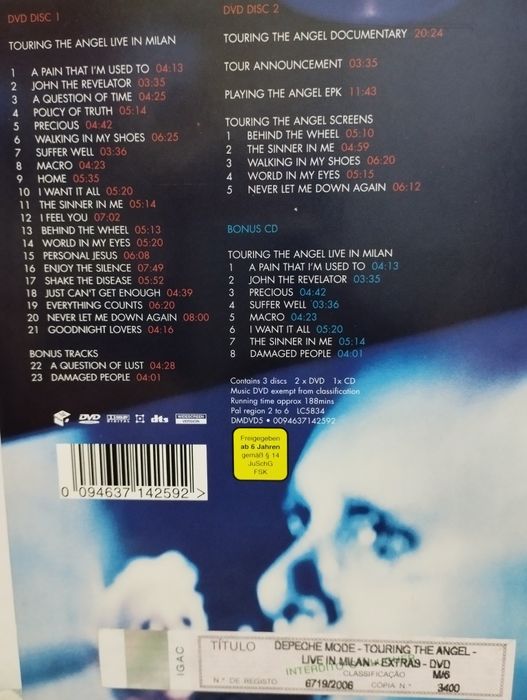 DVD DISC 1
TOURING THE ANGEL LIVE IN MILAN
1 A PAIN THAT I'M USED TO 04:13
2 JOHN THE REVELATOR 03:35
3 A QUESTION OF TIME 04:25
4 POLICY OF TRUTH 05:14
5 PRECIOUS 04:42
6 WALKING IN MY SHOES 06:25
7 SUFFER WELL 03:36
8 MACRO 04:23
9 HOME 05:35
10 I WANT IT ALL 05:20
11 THE SINNER IN ME 05:14
12 I FEEL YOU 07:02
13 BEHIND THE WHEEL 05:13
14 WORLD IN MY EYES 05:20
15 PERSONAL JESUS 06:08
16 ENJOY THE SILENCE 07:49
17 SHAKE THE DISEASE 05:52
18 JUST CAN'T GET ENOUGH 04:39
19 EVERYTHING COUNTS 06:20
20 NEVER LET ME DOWN AGAIN 08:00
21 GOODNIGHT LOVERS 04:16
BONUS TRACKS
22 A QUESTION OF LUST 04:28
23 DAMAGED PEOPLE 04:01
DVD DISC 2
TOURING THE ANGEL DOCUMENTARY 20:24
TOUR ANNOUNCEMENT 03:35
PLAYING THE ANGEL EPK 11:43
TOURING THE ANGEL SCREENS
1 BEHIND THE WHEEL 05:10
2 THE SINNER IN ME 04:59
3 WALKING IN MY SHOES 06:20
4 WORLD IN MY EYES 05:15
5 NEVER LET ME DOWN AGAIN 06:12
BONUS CD
TOURING THE ANGEL LIVE IN MILAN
1 A PAIN THAT I'M USED TO 04:13
2 JOHN THE REVELATOR 03:35
3 PRECIOUS 04:42
4 SUFFER WELL 03:36
5 MACRO 04:23
6 I WANT IT ALL 05:20
7 THE SINNER IN ME 05:14
8 DAMAGED PEOPLE 04:01
Contains 3 discs 2 x DVD 1x CD
Music DVD exempt from classification
Running time approx 188mins
Pal region 2 to 6 LC5834
DMDVD5 • 0094637142592
DVD dts WIDESCREEN
VERSION
Freigegeben
ab 6 Jahren
gemäß § 14
JuSchG
FSK
0 094637 142592 >
IGAC
TÍTULO DEPECHE MODE - TOURING THE ANGEL -
LIVE IN MILAN + EXTRAS - DVD
CLASSIFICAÇÃO M/6
N.º DE REGISTO 6719/2006 CÓPIA N.º 3400